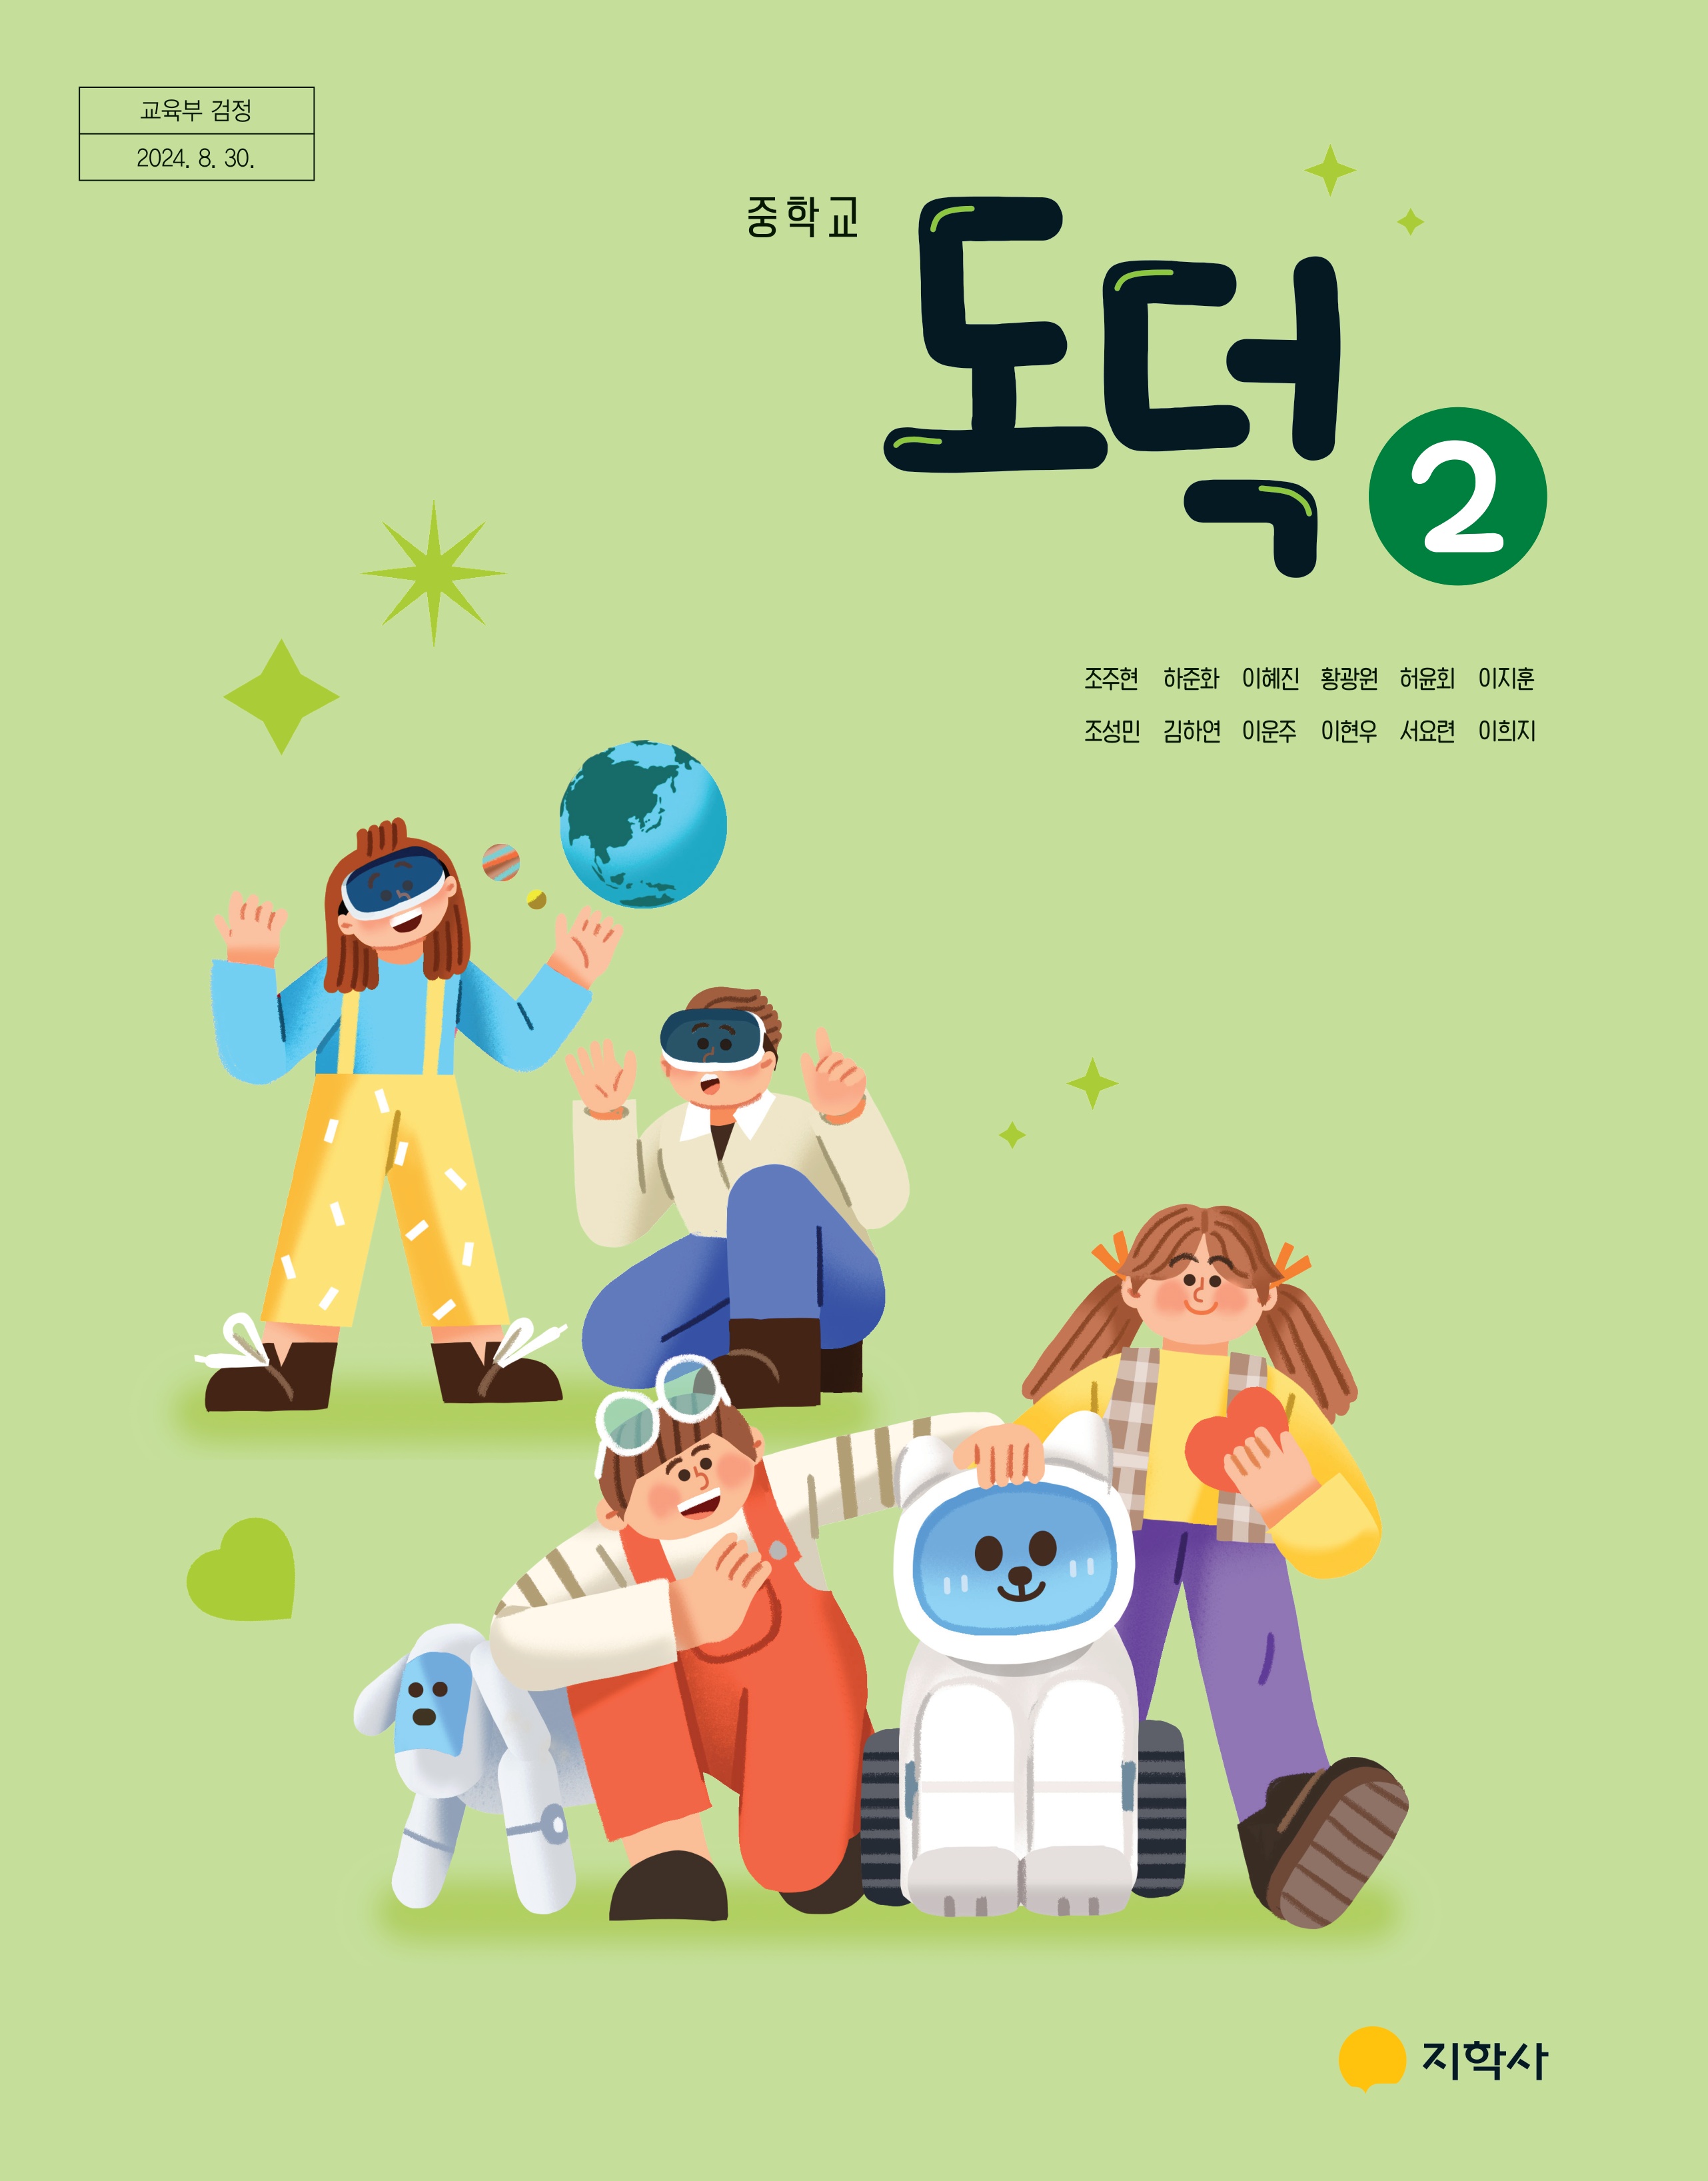 교육부 검정
2024. 8. 30.
중학교
도덕 2
조주현 하준화 이혜진 황광원 허윤회 이지훈
조성민 김하연 이운주 이현우 서요련 이희지
지학사